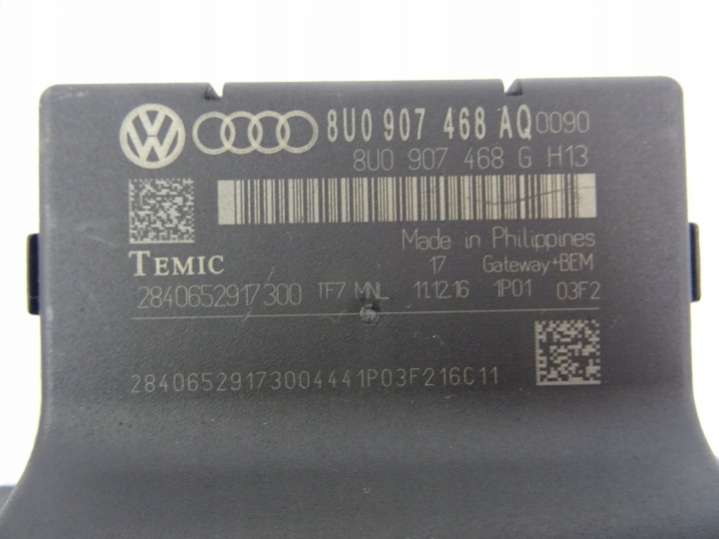 8U0 907 468 AQ 0090
8U0 907 468 G H13
Made in Philippines
TEMIC 17 Gateway+BEM
2840652917300 TF7 MNL 11.12.16 1P01 03F2
28406529173004441P03F216C11